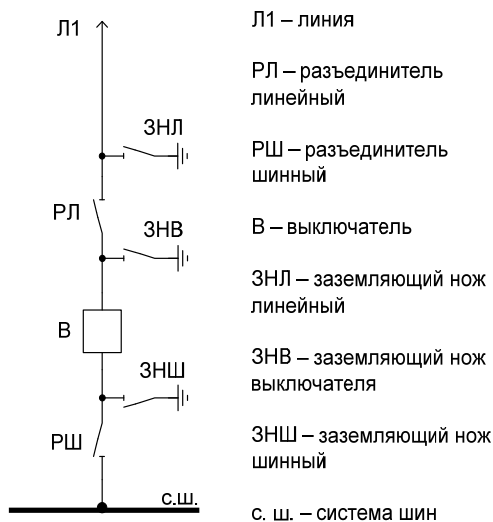 Л1
ЗНЛ
РЛ
ЗНВ
В
ЗНШ
РШ
с.ш.
Л1 – линия
РЛ – разъединитель
линейный
РШ – разъединитель
шинный
В – выключатель
ЗНЛ – заземляющий нож
линейный
ЗНВ – заземляющий нож
выключателя
ЗНШ – заземляющий нож
шинный
с. ш. – система шин